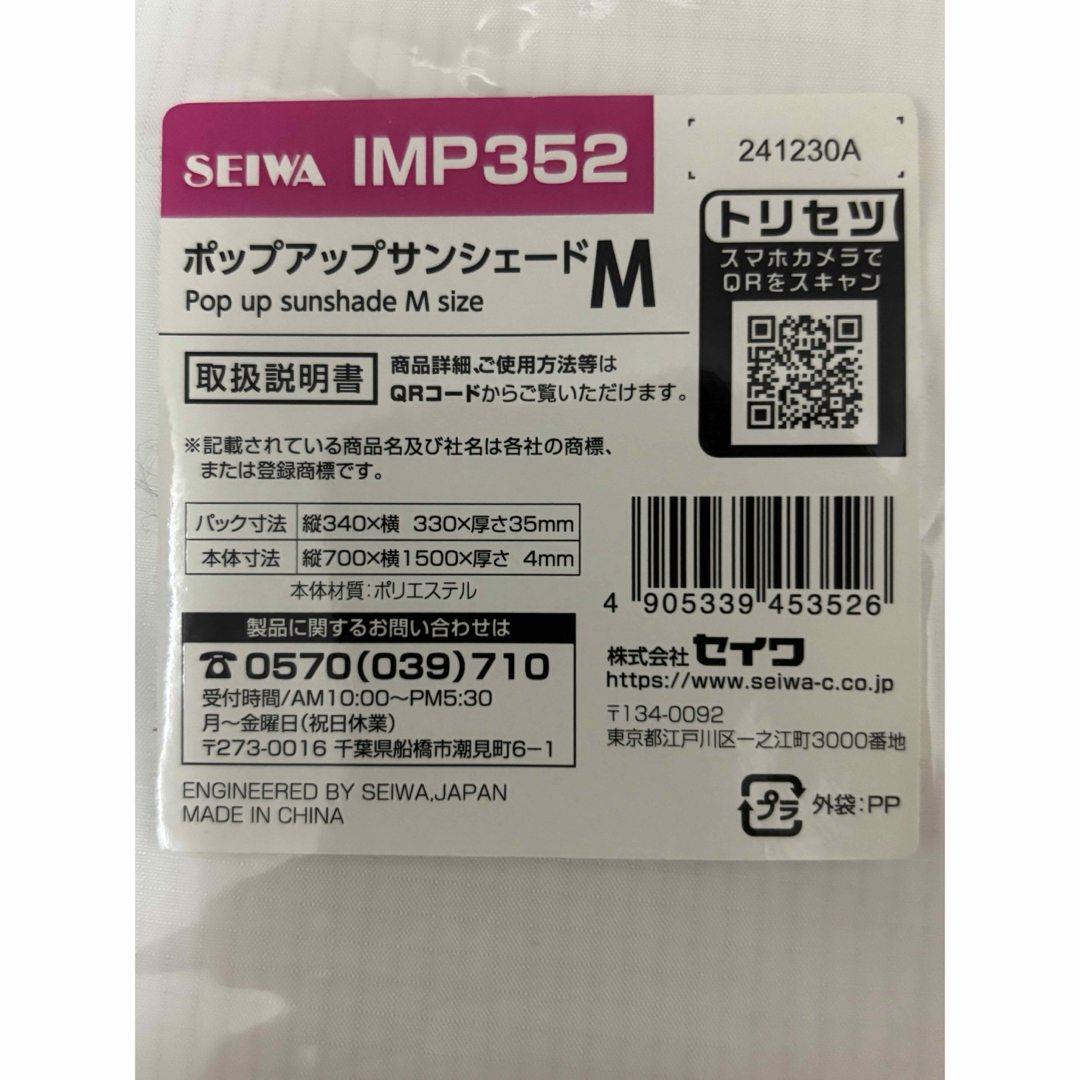 SEIWA IMP352
241230A
ポップアップサンシェード M
Pop up sunshade M size
トリセツ
スマホカメラで
QRをスキャン
取扱説明書
商品詳細、ご使用方法等は
QRコードからご覧いただけます。
※記載されている商品名及び社名は各社の商標、
または登録商標です。
パック寸法 縦340×横 330×厚さ35mm
本体寸法 縦700×横1500×厚さ 4mm
本体材質:ポリエステル
4 905339 453526
製品に関するお問い合わせは
☎0570(039)710
受付時間/AM10:00〜PM5:30
月〜金曜日(祝日休業)
〒273-0016 千葉県船橋市潮見町6-1
株式会社 セイワ
https://www.seiwa-c.co.jp
〒134-0092
東京都江戸川区一之江町3000番地
ENGINEERED BY SEIWA,JAPAN
MADE IN CHINA
プラ 外袋:PP